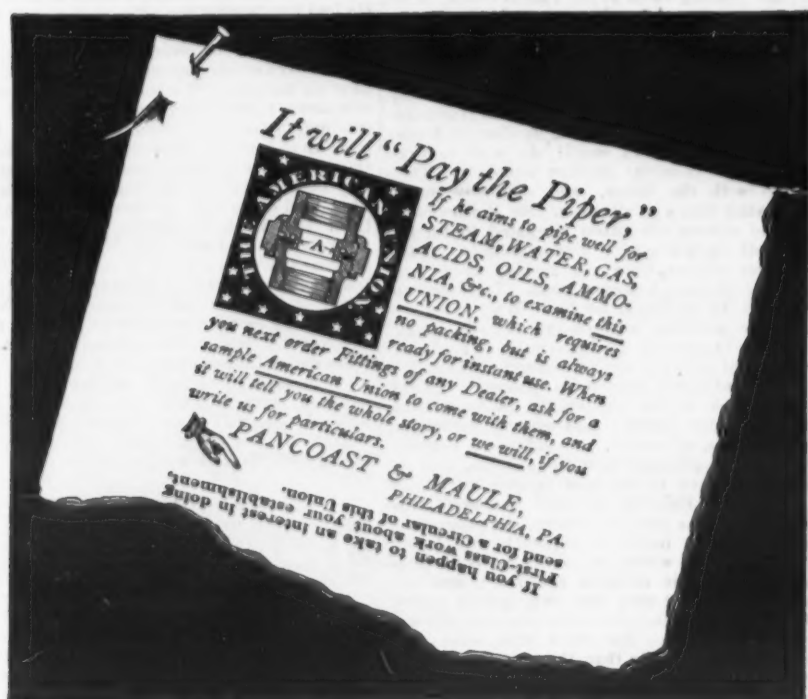 It will "Pay the Piper,"
THE AMERICAN UNION
A
If he aims to pipe well for
STEAM, WATER, GAS,
ACIDS, OILS, AMMO-
NIA, &c., to examine this
UNION, which requires
no packing, but is always
ready for instant use. When
you next order Fittings of any Dealer, ask for a
sample American Union to come with them, and
it will tell you the whole story, or we will, if you
write us for particulars.
PANCOAST & MAULE,
PHILADELPHIA, PA.
If you happen to take an interest in doing
First-Class work about your establishment,
send for a Circular of this Union.